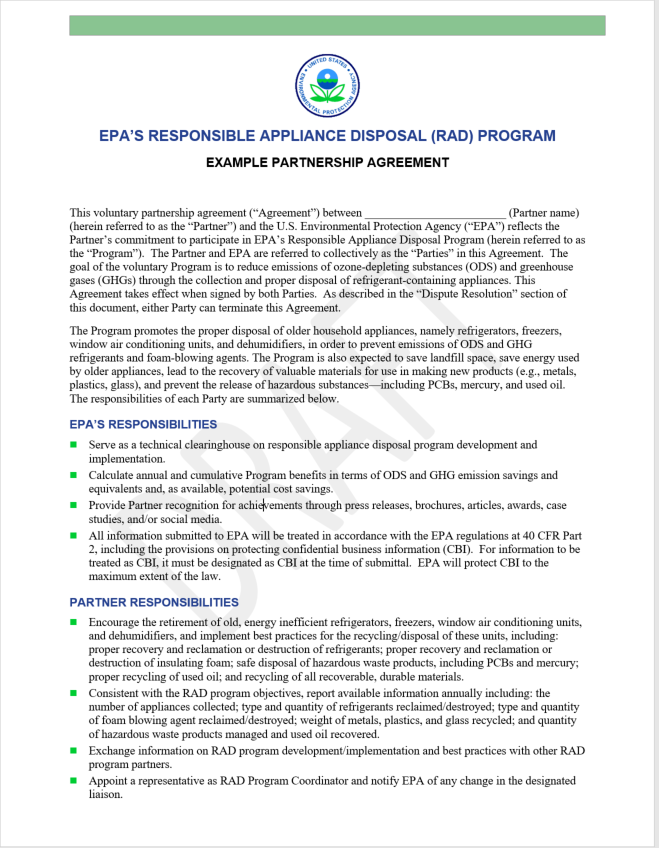 UNITED STATES
ENVIRONMENTAL PROTECTION AGENCY
EPA’S RESPONSIBLE APPLIANCE DISPOSAL (RAD) PROGRAM
EXAMPLE PARTNERSHIP AGREEMENT
This voluntary partnership agreement (“Agreement”) between ________________________ (Partner name)
(herein referred to as the “Partner”) and the U.S. Environmental Protection Agency (“EPA”) reflects the
Partner’s commitment to participate in EPA’s Responsible Appliance Disposal Program (herein referred to as
the “Program”). The Partner and EPA are referred to collectively as the “Parties” in this Agreement. The
goal of the voluntary Program is to reduce emissions of ozone-depleting substances (ODS) and greenhouse
gases (GHGs) through the collection and proper disposal of refrigerant-containing appliances. This
Agreement takes effect when signed by both Parties. As described in the “Dispute Resolution” section of
this document, either Party can terminate this Agreement.
The Program promotes the proper disposal of older household appliances, namely refrigerators, freezers,
window air conditioning units, and dehumidifiers, in order to prevent emissions of ODS and GHG
refrigerants and foam-blowing agents. The Program is also expected to save landfill space, save energy used
by older appliances, lead to the recovery of valuable materials for use in making new products (e.g., metals,
plastics, glass), and prevent the release of hazardous substances—including PCBs, mercury, and used oil.
The responsibilities of each Party are summarized below.
EPA’S RESPONSIBILITIES
Serve as a technical clearinghouse on responsible appliance disposal program development and
implementation.
Calculate annual and cumulative Program benefits in terms of ODS and GHG emission savings and
equivalents and, as available, potential cost savings.
Provide Partner recognition for achievements through press releases, brochures, articles, awards, case
studies, and/or social media.
All information submitted to EPA will be treated in accordance with the EPA regulations at 40 CFR Part
2, including the provisions on protecting confidential business information (CBI). For information to be
treated as CBI, it must be designated as CBI at the time of submittal. EPA will protect CBI to the
maximum extent of the law.
PARTNER RESPONSIBILITIES
Encourage the retirement of old, energy inefficient refrigerators, freezers, window air conditioning units,
and dehumidifiers, and implement best practices for the recycling/disposal of these units, including:
proper recovery and reclamation or destruction of refrigerants; proper recovery and reclamation or
destruction of insulating foam; safe disposal of hazardous waste products, including PCBs and mercury;
proper recycling of used oil; and recycling of all recoverable, durable materials.
Consistent with the RAD program objectives, report available information annually including: the
number of appliances collected; type and quantity of refrigerants reclaimed/destroyed; type and quantity
of foam blowing agent reclaimed/destroyed; weight of metals, plastics, and glass recycled; and quantity
of hazardous waste products managed and used oil recovered.
Exchange information on RAD program development/implementation and best practices with other RAD
program partners.
Appoint a representative as RAD Program Coordinator and notify EPA of any change in the designated
liaison.
DRAFT